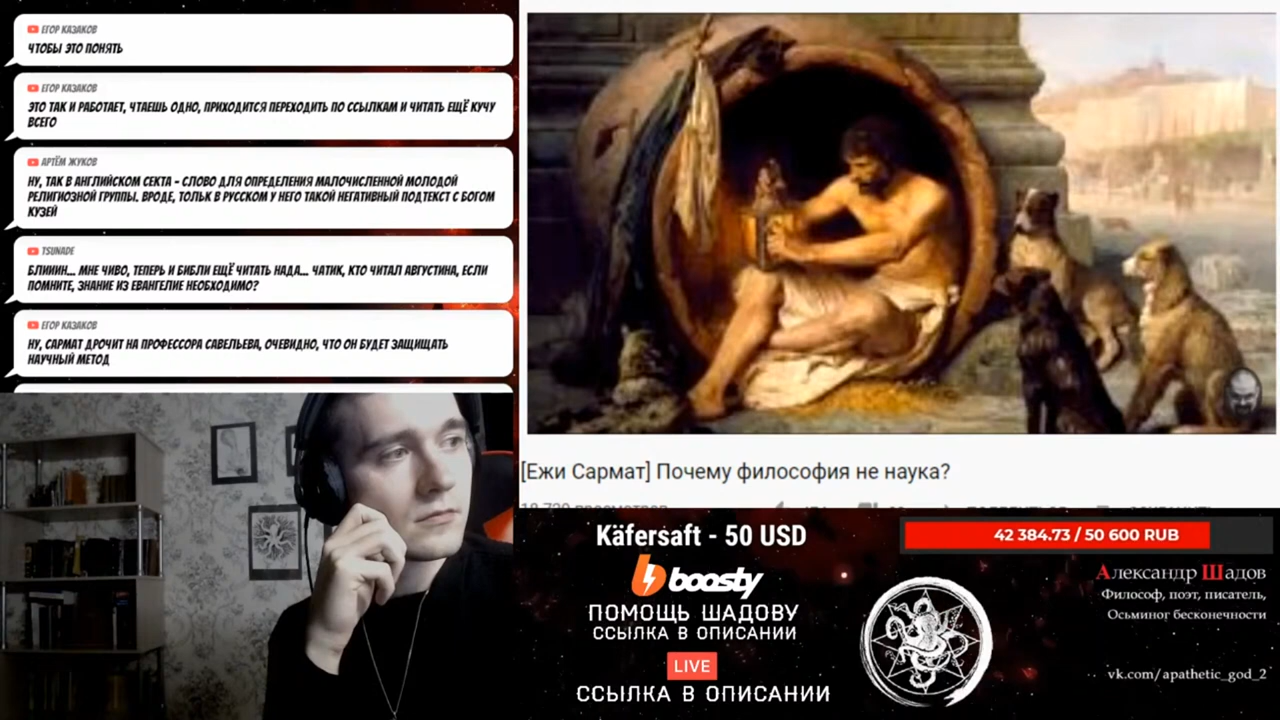 ЕГОР КАЗАКОВ
ЧТОБЫ ЭТО ПОНЯТЬ
ЕГОР КАЗАКОВ
ЭТО ТАК И РАБОТАЕТ, ЧТАЕШЬ ОДНО, ПРИХОДИТСЯ ПЕРЕХОДИТЬ ПО ССЫЛКАМ И ЧИТАТЬ ЕЩЁ КУЧУ
ВСЕГО
АРТЁМ ЖУКОВ
НУ, ТАК В АНГЛИЙСКОМ СЕКТА - СЛОВО ДЛЯ ОПРЕДЕЛЕНИЯ МАЛОЧИСЛЕННОЙ МОЛОДОЙ
РЕЛИГИОЗНОЙ ГРУППЫ. ВРОДЕ, ТОЛЬК В РУССКОМ У НЕГО ТАКОЙ НЕГАТИВНЫЙ ПОДТЕКСТ С БОГОМ
КУЗЕЙ
TSUNADE
БЛИИИН... МНЕ ЧИВО, ТЕПЕРЬ И БИБЛИ ЕЩЁ ЧИТАТЬ НАДА... ЧАТИК, КТО ЧИТАЛ АВГУСТИНА, ЕСЛИ
ПОМНИТЕ, ЗНАНИЕ ИЗ ЕВАНГЕЛИЕ НЕОБХОДИМО?
ЕГОР КАЗАКОВ
НУ, САРМАТ ДРОЧИТ НА ПРОФЕССОРА САВЕЛЬЕВА, ОЧЕВИДНО, ЧТО ОН БУДЕТ ЗАЩИЩАТЬ
НАУЧНЫЙ МЕТОД
[Ежи Сармат] Почему философия не наука?
Käfersaft - 50 USD
boosty
ПОМОЩЬ ШАДОВУ
ССЫЛКА В ОПИСАНИИ
LIVE
ССЫЛКА В ОПИСАНИИ
42 384.73 / 50 600 RUB
Александр Шадов
Философ, поэт, писатель,
Осьминог бесконечности
vk.com/apathetic_god_2